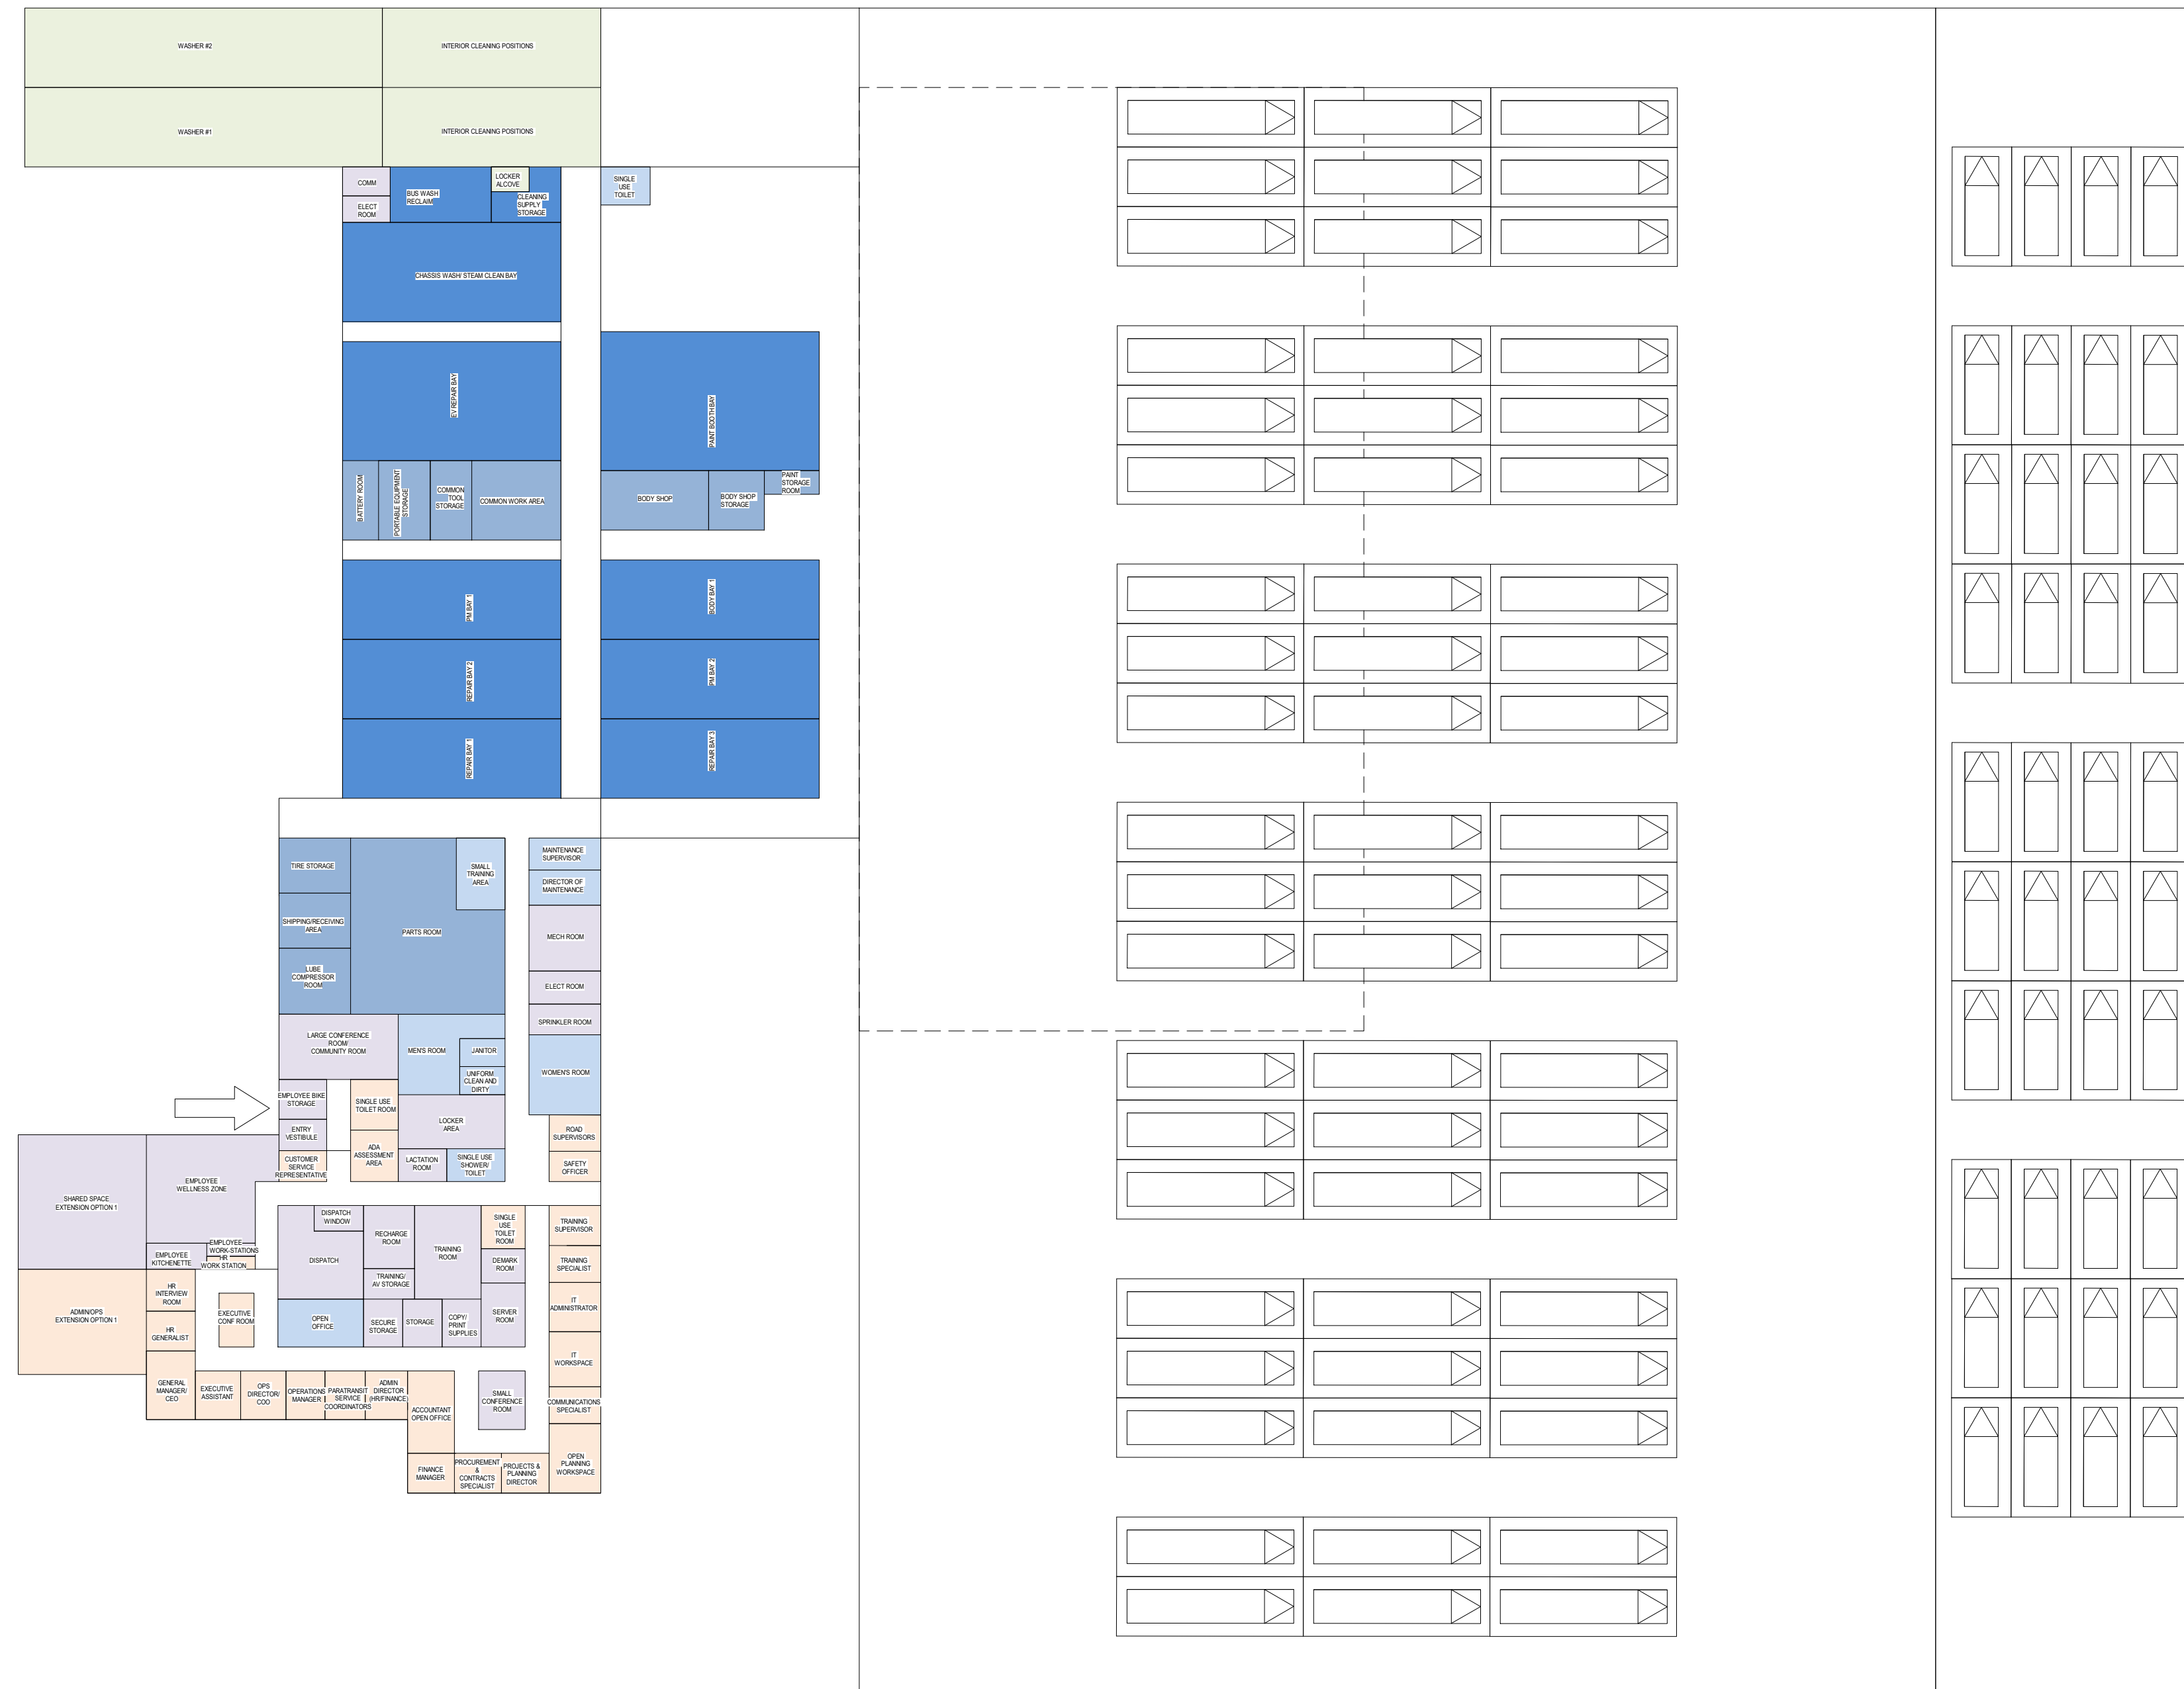 WASHER #2
INTERIOR CLEANING POSITIONS
WASHER #1
INTERIOR CLEANING POSITIONS
COMM
ELECT
ROOM
BUS WASH
RECLAIM
LOCKER
ALCOVE
CLEANING
SUPPLY
STORAGE
SINGLE
USE
TOILET
CHASSIS WASH/ STEAM CLEAN BAY
EV REPAIR BAY
PAINT BOOTH BAY
BATTERY ROOM
PORTABLE EQUIPMENT
STORAGE
COMMON
TOOL
STORAGE
COMMON WORK AREA
BODY SHOP
BODY SHOP
STORAGE
PAINT
STORAGE
ROOM
PM BAY 1
BODY BAY 1
REPAIR BAY 2
PM BAY 2
REPAIR BAY 1
REPAIR BAY 3
TIRE STORAGE
SHIPPING/RECEIVING
AREA
LUBE
COMPRESSOR
ROOM
PARTS ROOM
SMALL
TRAINING
AREA
MAINTENANCE
SUPERVISOR
DIRECTOR OF
MAINTENANCE
MECH ROOM
ELECT ROOM
SPRINKLER ROOM
WOMEN'S ROOM
LARGE CONFERENCE
ROOM/
COMMUNITY ROOM
MEN'S ROOM
JANITOR
UNIFORM
CLEAN AND
DIRTY
EMPLOYEE BIKE
STORAGE
ENTRY
VESTIBULE
CUSTOMER
SERVICE
REPRESENTATIVE
SINGLE USE
TOILET ROOM
ADA
ASSESSMENT
AREA
LOCKER
AREA
LACTATION
ROOM
SINGLE USE
SHOWER/
TOILET
ROAD
SUPERVISORS
SAFETY
OFFICER
SHARED SPACE
EXTENSION OPTION 1
EMPLOYEE
WELLNESS ZONE
EMPLOYEE
KITCHENETTE
EMPLOYEE
WORK-STATIONS
HR
WORK STATION
ADMIN/OPS
EXTENSION OPTION 1
HR
INTERVIEW
ROOM
HR
GENERALIST
EXECUTIVE
CONF ROOM
DISPATCH
WINDOW
DISPATCH
OPEN
OFFICE
RECHARGE
ROOM
TRAINING/
AV STORAGE
TRAINING
ROOM
SECURE
STORAGE
STORAGE
COPY/
PRINT
SUPPLIES
SINGLE
USE
TOILET
ROOM
DEMARK
ROOM
SERVER
ROOM
TRAINING
SUPERVISOR
TRAINING
SPECIALIST
IT
ADMINISTRATOR
IT
WORKSPACE
COMMUNICATIONS
SPECIALIST
OPEN
PLANNING
WORKSPACE
GENERAL
MANAGER/
CEO
EXECUTIVE
ASSISTANT
OPS
DIRECTOR/
COO
OPERATIONS
MANAGER
PARATRANSIT
SERVICE
COORDINATORS
ADMIN
DIRECTOR
(HR/FINANCE)
ACCOUNTANT
OPEN OFFICE
SMALL
CONFERENCE
ROOM
FINANCE
MANAGER
PROCUREMENT
&
CONTRACTS
SPECIALIST
PROJECTS &
PLANNING
DIRECTOR